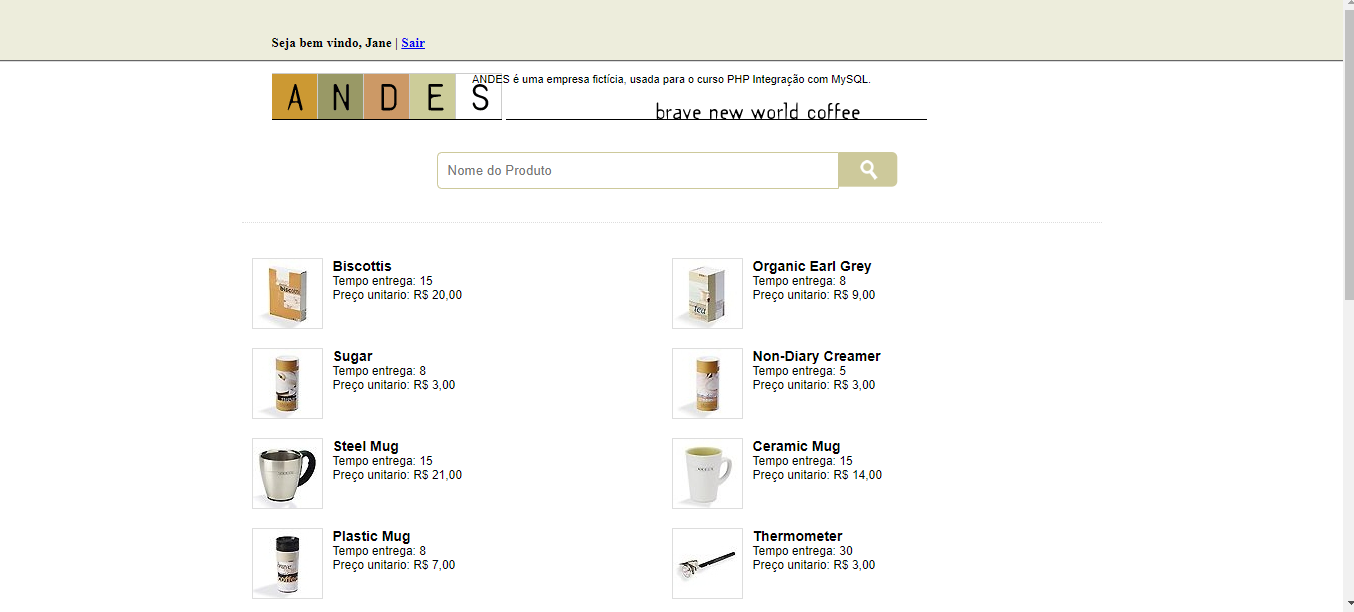 Seja bem vindo, Jane | Sair
ANDES
ANDES é uma empresa fictícia, usada para o curso PHP Integração com MySQL.
brave new world coffee
Nome do Produto
Biscottis
Tempo entrega: 15
Preço unitario: R$ 20,00
Organic Earl Grey
Tempo entrega: 8
Preço unitario: R$ 9,00
Sugar
Tempo entrega: 8
Preço unitario: R$ 3,00
Non-Diary Creamer
Tempo entrega: 5
Preço unitario: R$ 3,00
Steel Mug
Tempo entrega: 15
Preço unitario: R$ 21,00
Ceramic Mug
Tempo entrega: 15
Preço unitario: R$ 14,00
Plastic Mug
Tempo entrega: 8
Preço unitario: R$ 7,00
Thermometer
Tempo entrega: 30
Preço unitario: R$ 3,00